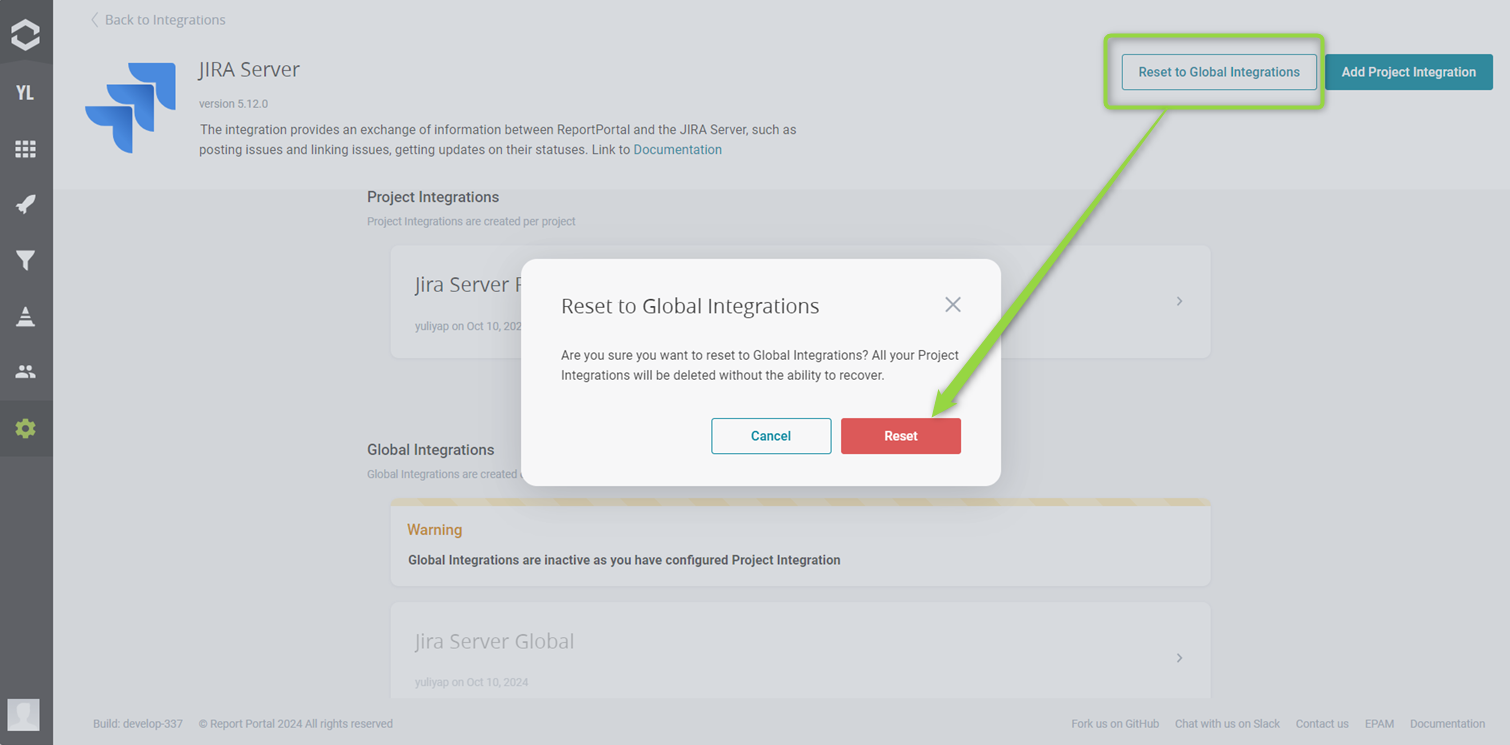 Back to Integrations
YL
JIRA Server
version 5.12.0
The integration provides an exchange of information between ReportPortal and the JIRA Server, such as
posting issues and linking issues, getting updates on their statuses. Link to Documentation
Reset to Global Integrations
Add Project Integration
Project Integrations
Project Integrations are created per project
Jira Server
yuliyap on Oct 10, 202
Reset to Global Integrations
Are you sure you want to reset to Global Integrations? All your Project
Integrations will be deleted without the ability to recover.
Cancel
Reset
Global Integrations
Global Integrations are created
Warning
Global Integrations are inactive as you have configured Project Integration
Jira Server Global
yuliyap on Oct 10, 2024
Build: develop-337
© Report Portal 2024 All rights reserved
Fork us on GitHub
Chat with us on Slack
Contact us
EPAM
Documentation